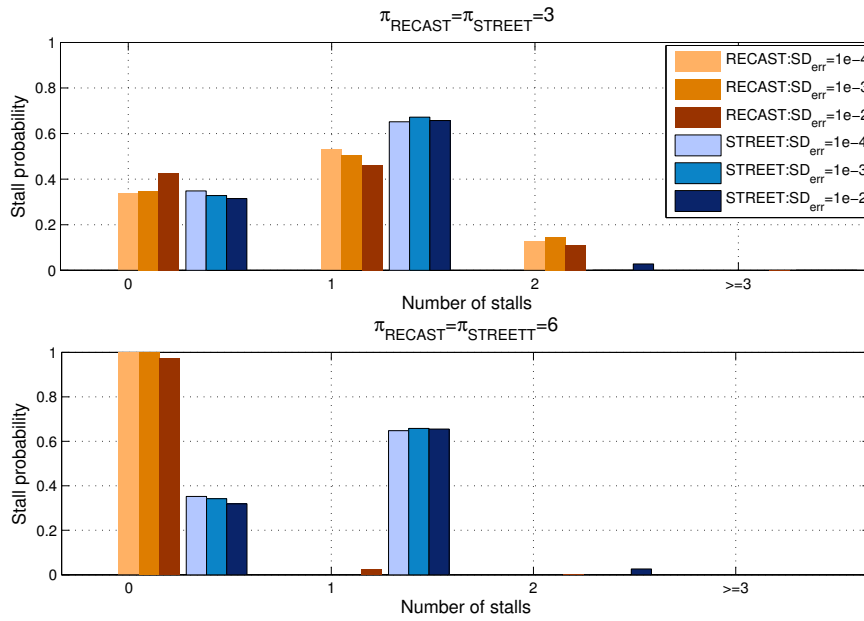 π_RECAST=π_STREET=3
1
0.8
0.6
0.4
0.2
0
Stall probability
0 1 2 >=3
Number of stalls
RECAST:SD_err=1e−4
RECAST:SD_err=1e−3
RECAST:SD_err=1e−2
STREET:SD_err=1e−4
STREET:SD_err=1e−3
STREET:SD_err=1e−2
π_RECAST=π_STREETT=6
1
0.8
0.6
0.4
0.2
0
Stall probability
0 1 2 >=3
Number of stalls